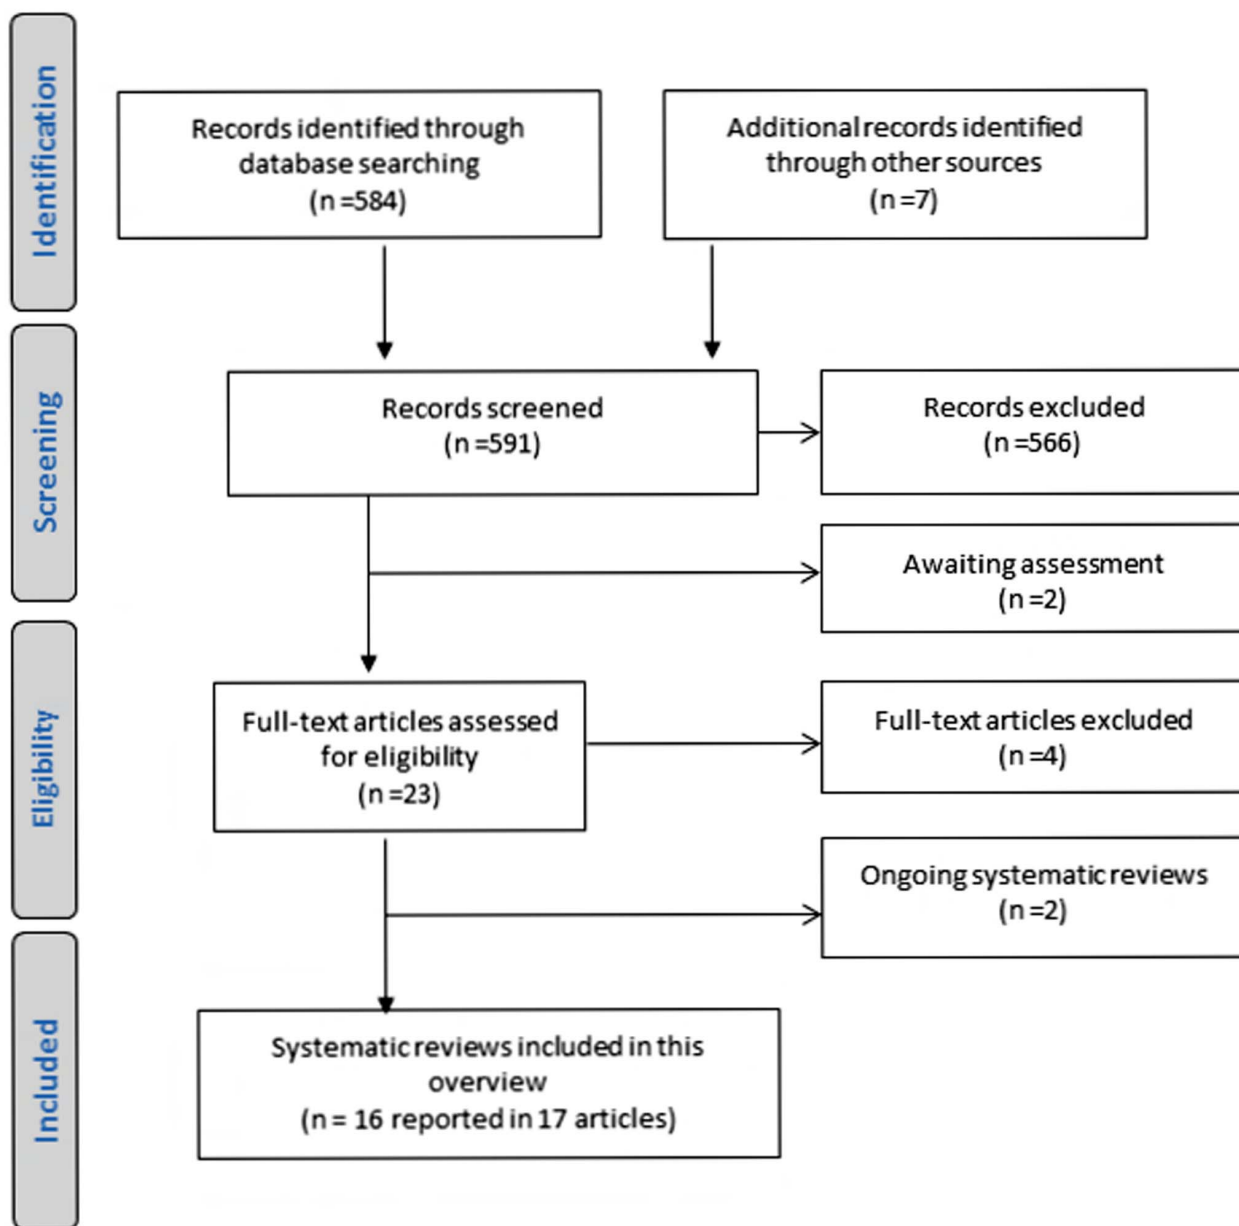 Identification
Records identified through
database searching
(n =584)
Additional records identified
through other sources
(n =7)
Screening
Records screened
(n =591)
Records excluded
(n =566)
Awaiting assessment
(n =2)
Eligibility
Full-text articles assessed
for eligibility
(n =23)
Full-text articles excluded
(n =4)
Ongoing systematic reviews
(n =2)
Included
Systematic reviews included in this
overview
(n = 16 reported in 17 articles)